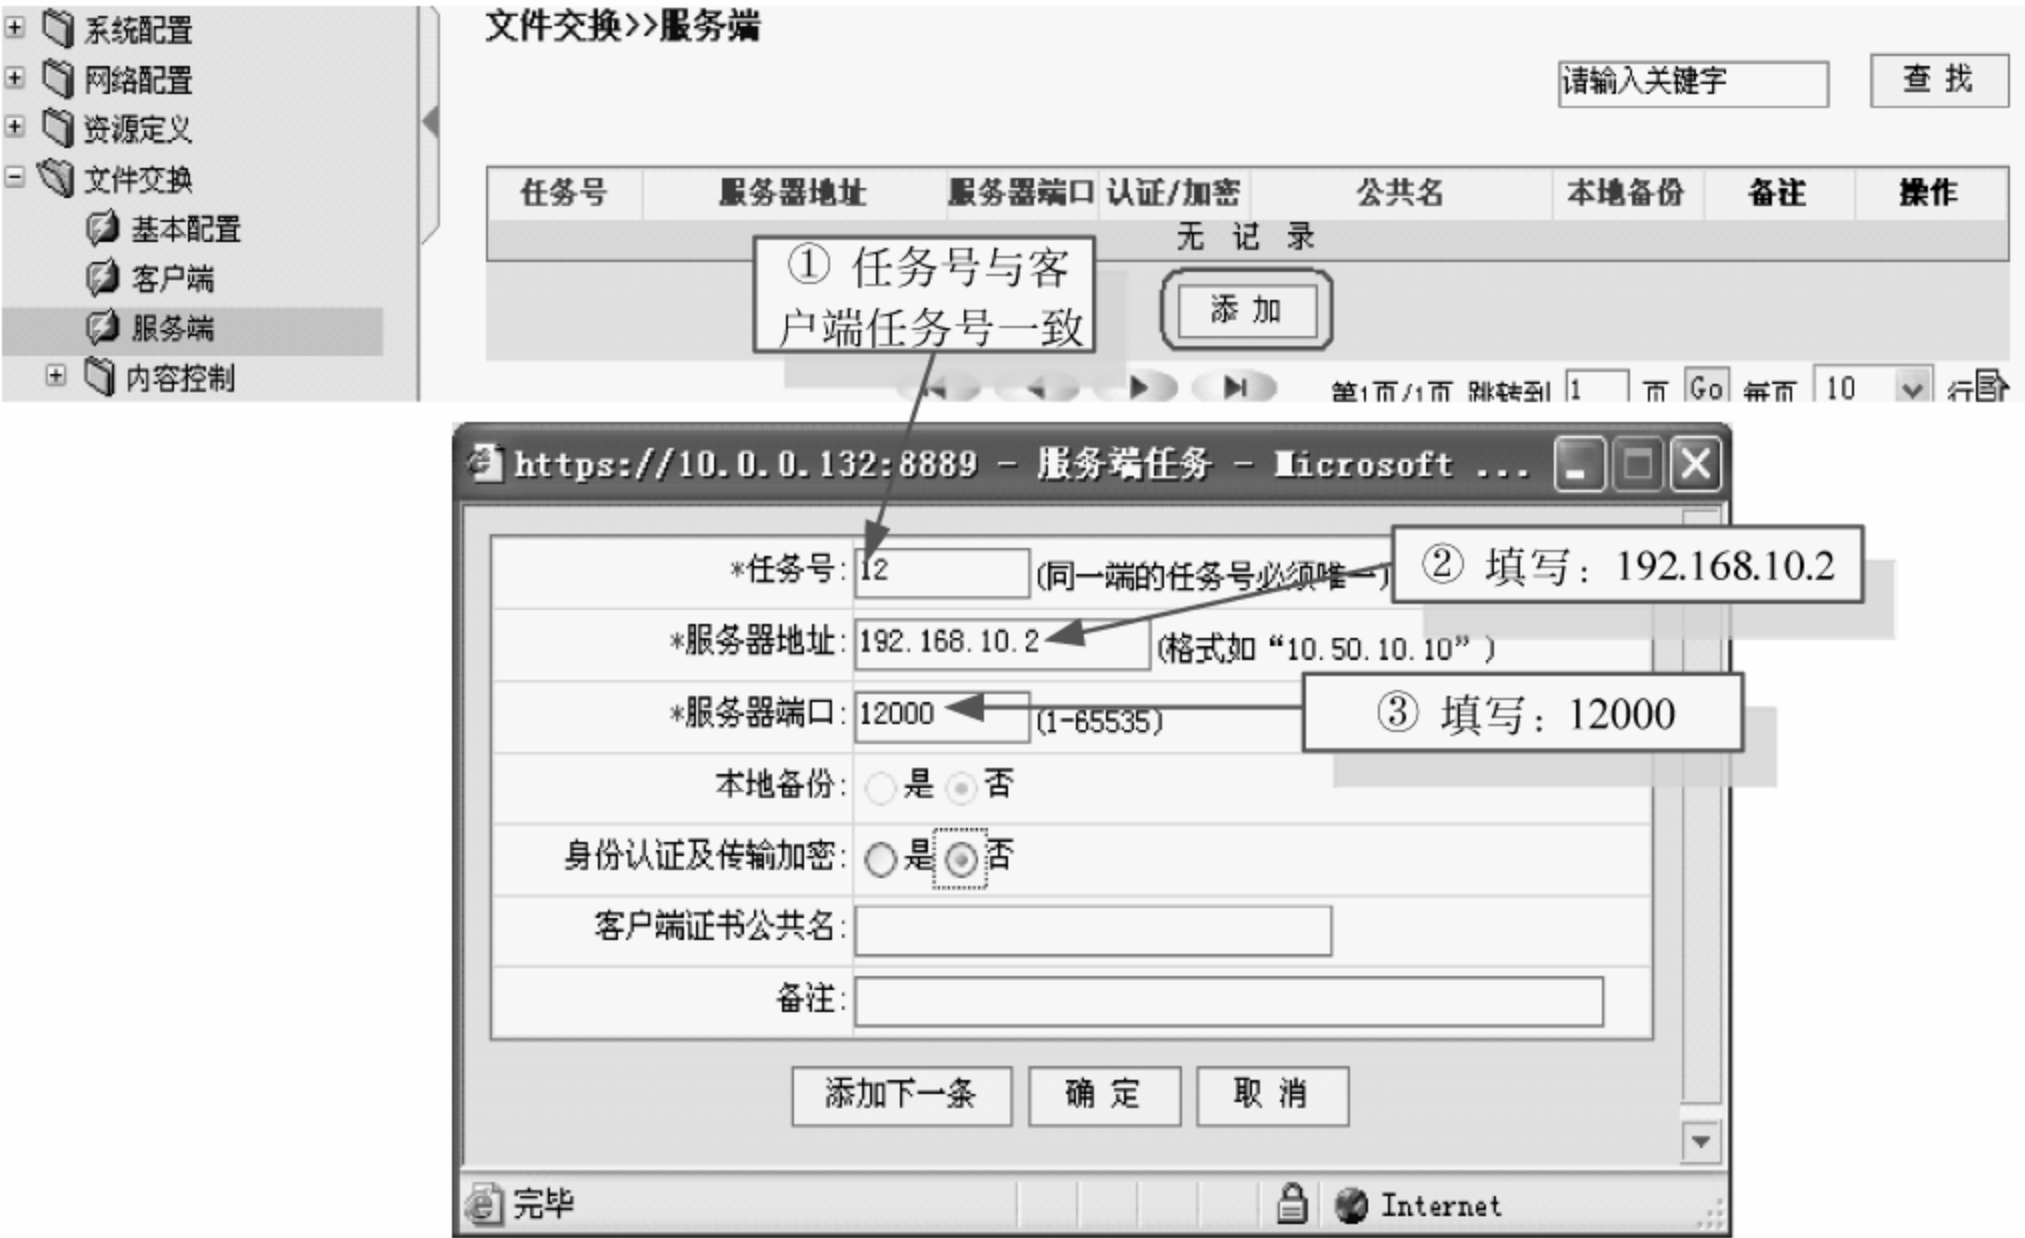 系统配置
网络配置
资源定义
文件交换
基本配置
客户端
服务端
内容控制
文件交换>>服务端
请输入关键字
查 找
任务号 服务器地址 服务器端口 认证/加密 公共名 本地备份 备注 操作
无 记 录
① 任务号与客
户端任务号一致
添 加
第1页/1页 跳转到 1 页 Go 每页 10 行
https://10.0.0.132:8889 - 服务端任务 - Microsoft ...
*任务号: 12 (同一端的任务号必须唯一)
② 填写：192.168.10.2
*服务器地址: 192.168.10.2 (格式如“10.50.10.10”)
*服务器端口: 12000 (1-65535)
③ 填写：12000
本地备份: 是 否
身份认证及传输加密: 是 否
客户端证书公共名:
备注:
添加下一条 确 定 取 消
完毕 Internet